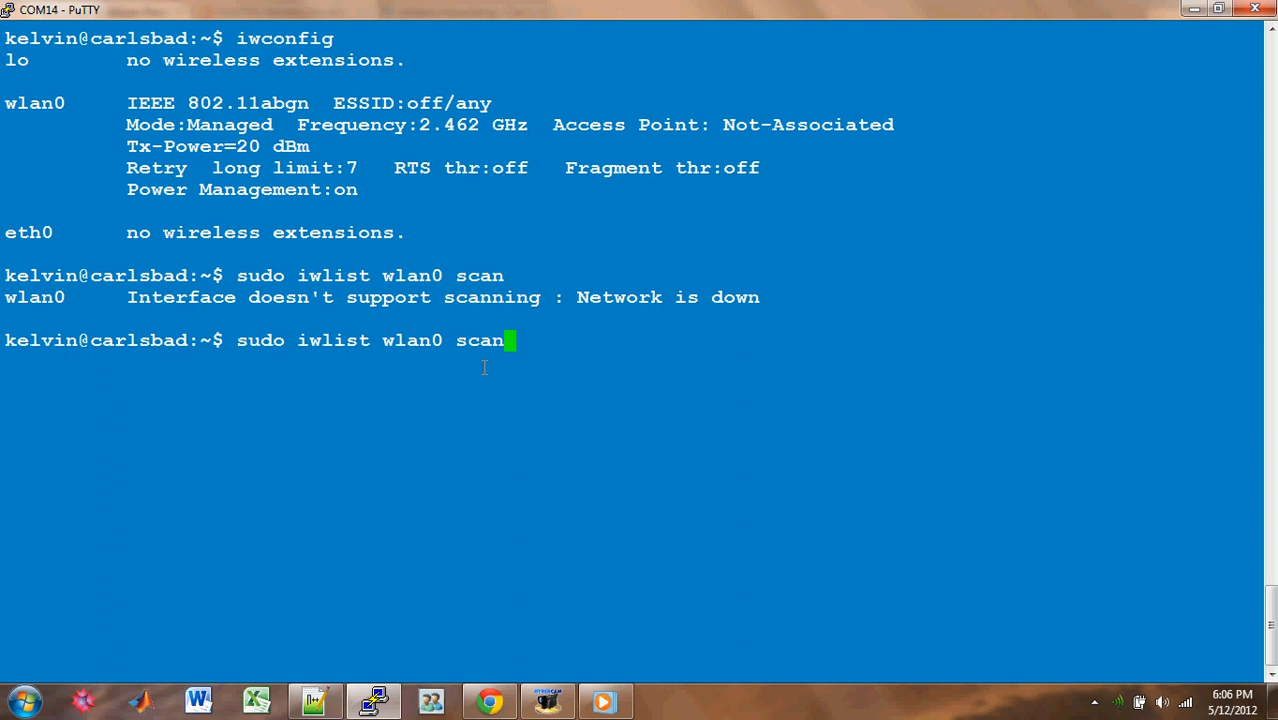 COM14 - PuTTY
kelvin@carlsbad:~$ iwconfig
lo        no wireless extensions.
wlan0     IEEE 802.11abgn  ESSID:off/any
          Mode:Managed  Frequency:2.462 GHz  Access Point: Not-Associated
          Tx-Power=20 dBm
          Retry  long limit:7   RTS thr:off   Fragment thr:off
          Power Management:on
eth0      no wireless extensions.
kelvin@carlsbad:~$ sudo iwlist wlan0 scan
wlan0     Interface doesn't support scanning : Network is down
kelvin@carlsbad:~$ sudo iwlist wlan0 scan
6:06 PM
5/12/2012